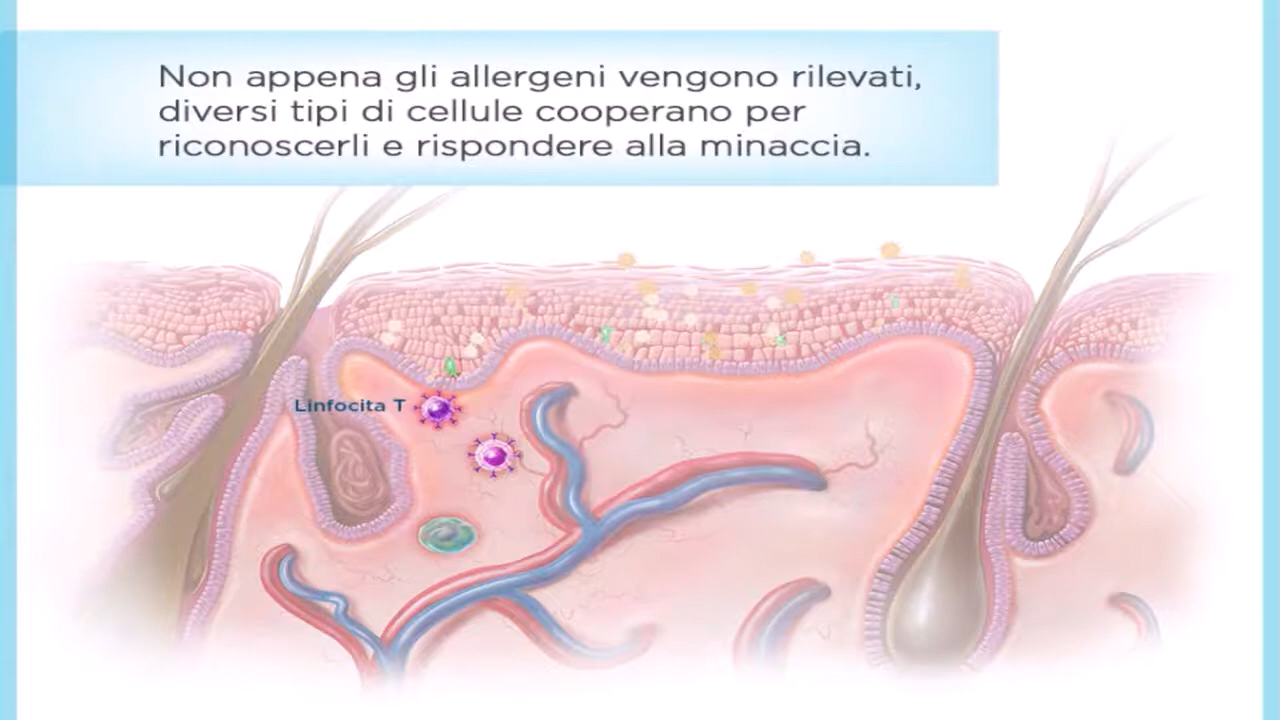 Non appena gli allergeni vengono rilevati,
diversi tipi di cellule cooperano per
riconoscerli e rispondere alla minaccia.
Linfocita T